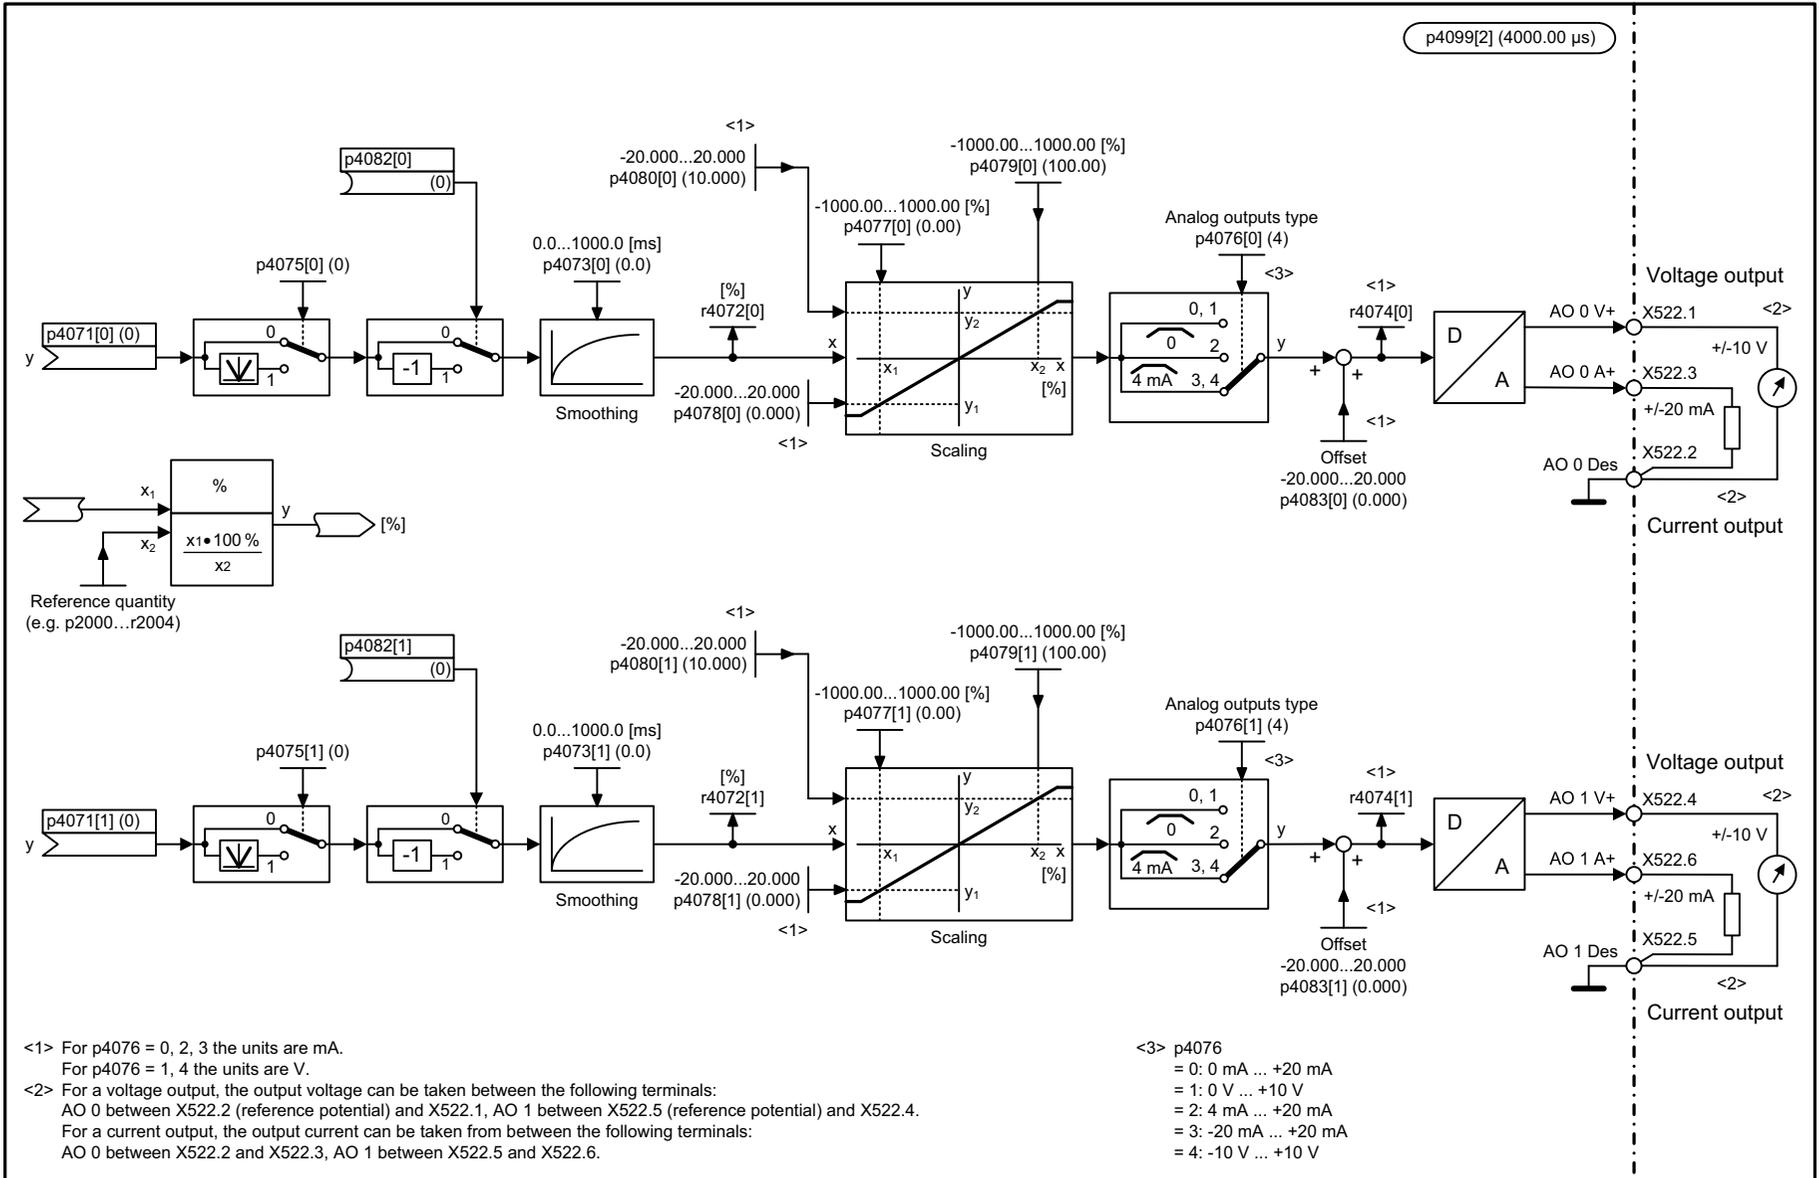 p4099[2] (4000.00 µs)
<1>
p4082[0]
(0)
-20.000...20.000
p4080[0] (10.000)
-1000.00...1000.00 [%]
p4079[0] (100.00)
-1000.00...1000.00 [%]
p4077[0] (0.00)
Analog outputs type
p4076[0] (4)
<3>
p4075[0] (0)
0.0...1000.0 [ms]
p4073[0] (0.0)
[%]
r4072[0]
<1>
r4074[0]
Voltage output
<2>
y
p4071[0] (0)
0
1
0
-1
1
Smoothing
x
y
y2
x1
x2
x
[%]
y1
Scaling
-20.000...20.000
p4078[0] (0.000)
<1>
0, 1
0
2
4 mA
3, 4
y
+
+
<1>
Offset
-20.000...20.000
p4083[0] (0.000)
D
A
AO 0 V+
X522.1
+/-10 V
AO 0 A+
X522.3
+/-20 mA
AO 0 Des
X522.2
<2>
Current output
x1
x2
%
x1•100 %
x2
y
[%]
Reference quantity
(e.g. p2000…r2004)
<1>
p4082[1]
(0)
-20.000...20.000
p4080[1] (10.000)
-1000.00...1000.00 [%]
p4079[1] (100.00)
-1000.00...1000.00 [%]
p4077[1] (0.00)
Analog outputs type
p4076[1] (4)
<3>
p4075[1] (0)
0.0...1000.0 [ms]
p4073[1] (0.0)
[%]
r4072[1]
<1>
r4074[1]
Voltage output
<2>
y
p4071[1] (0)
0
1
0
-1
1
Smoothing
x
y
y2
x1
x2
x
[%]
y1
Scaling
-20.000...20.000
p4078[1] (0.000)
<1>
0, 1
0
2
4 mA
3, 4
y
+
+
<1>
Offset
-20.000...20.000
p4083[1] (0.000)
D
A
AO 1 V+
X522.4
+/-10 V
AO 1 A+
X522.6
+/-20 mA
AO 1 Des
X522.5
<2>
Current output
<1> For p4076 = 0, 2, 3 the units are mA.
For p4076 = 1, 4 the units are V.
<2> For a voltage output, the output voltage can be taken between the following terminals:
AO 0 between X522.2 (reference potential) and X522.1, AO 1 between X522.5 (reference potential) and X522.4.
For a current output, the output current can be taken from between the following terminals:
AO 0 between X522.2 and X522.3, AO 1 between X522.5 and X522.6.
<3> p4076
= 0: 0 mA ... +20 mA
= 1: 0 V ... +10 V
= 2: 4 mA ... +20 mA
= 3: -20 mA ... +20 mA
= 4: -10 V ... +10 V